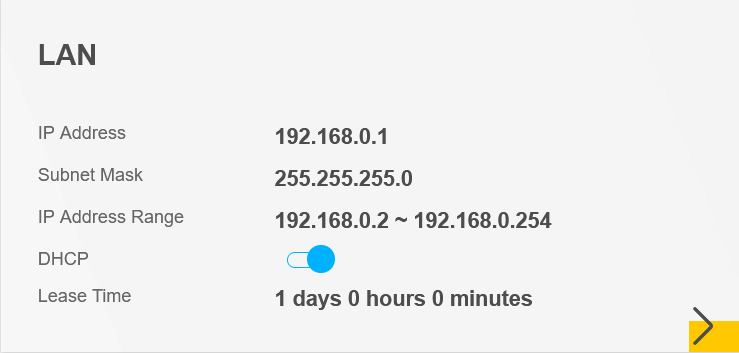 LAN
IP Address 192.168.0.1
Subnet Mask 255.255.255.0
IP Address Range 192.168.0.2 ~ 192.168.0.254
DHCP
Lease Time 1 days 0 hours 0 minutes